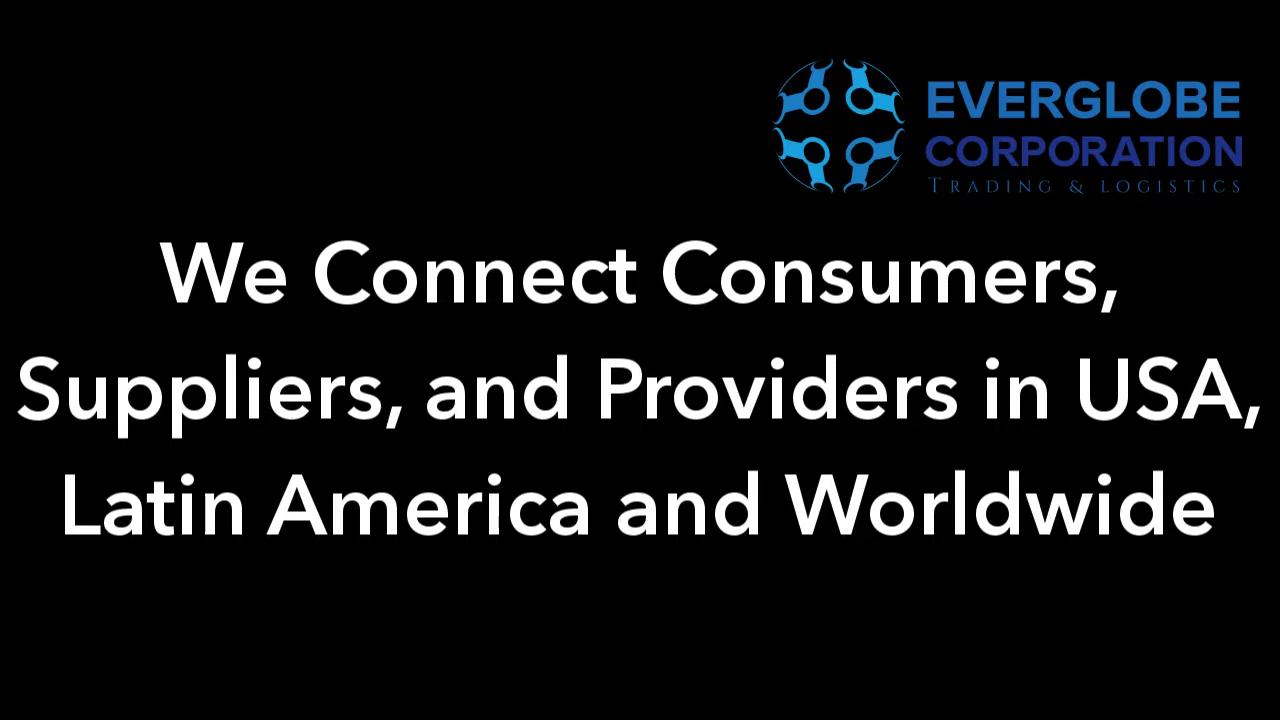 EVERGLOBE
CORPORATION
TRADING & LOGISTICS
We Connect Consumers,
Suppliers, and Providers in USA,
Latin America and Worldwide